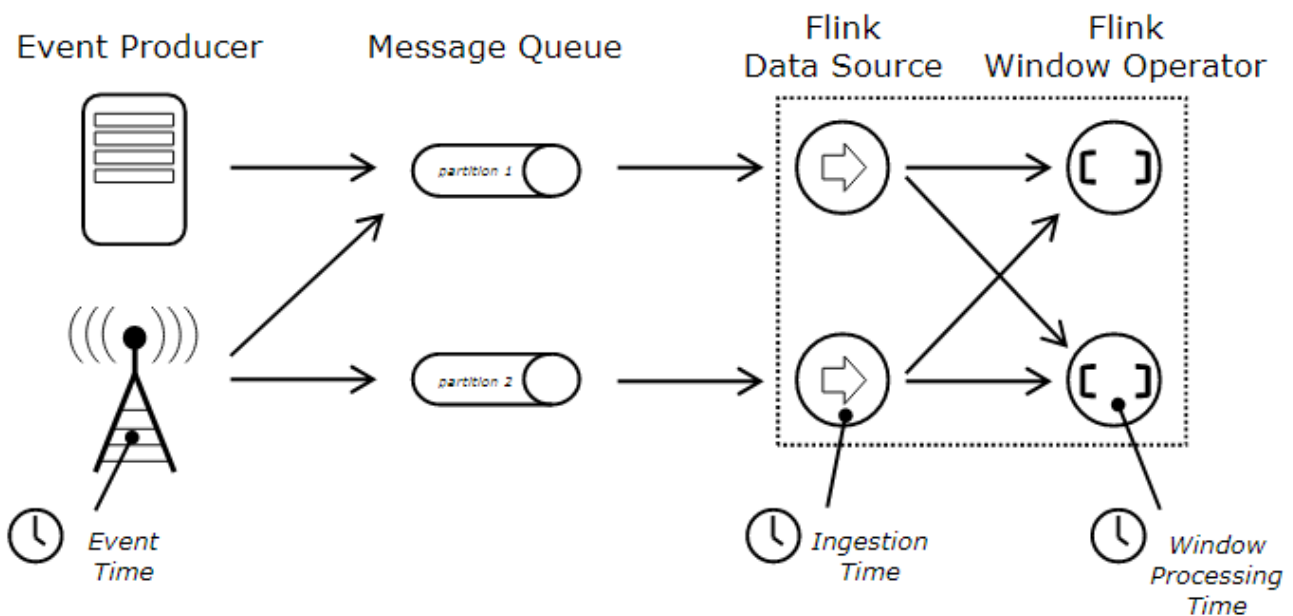 Event Producer
Message Queue
Flink
Data Source
Flink
Window Operator
partition 1
partition 2
Event
Time
Ingestion
Time
Window
Processing
Time